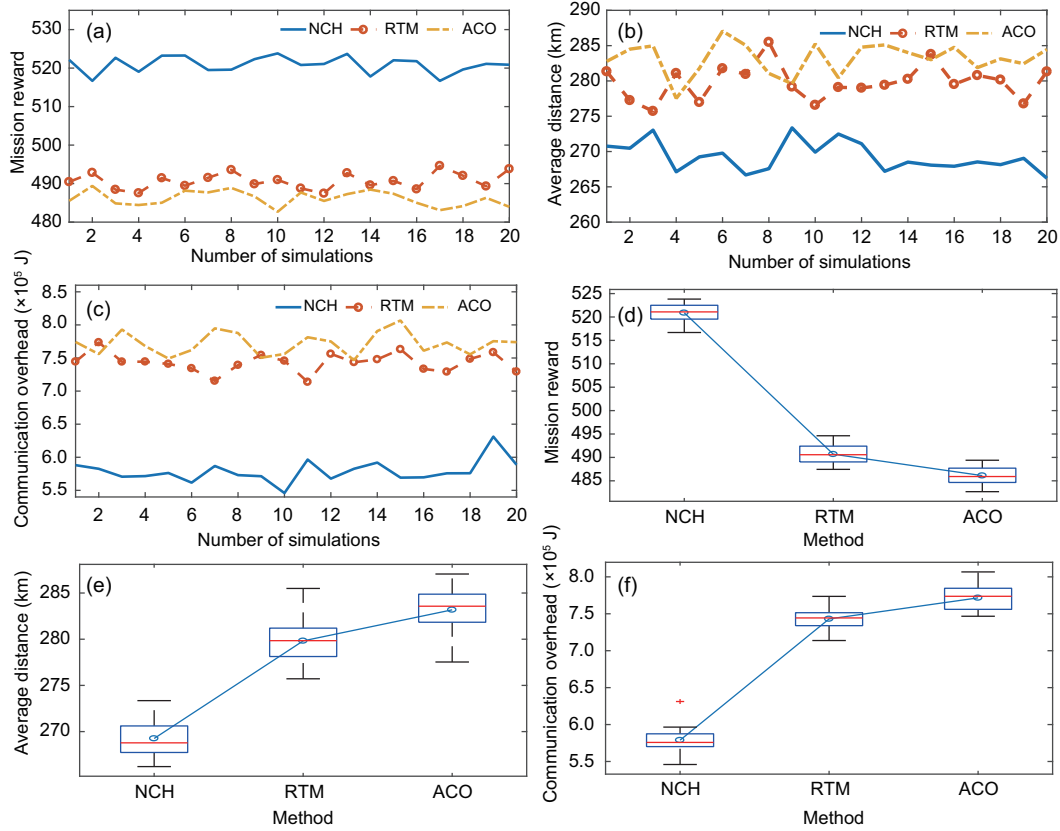 (a)
NCH RTM ACO
Mission reward
530
520
510
500
490
480
2 4 6 8 10 12 14 16 18 20
Number of simulations
(b)
NCH RTM ACO
Average distance (km)
290
285
280
275
270
265
260
2 4 6 8 10 12 14 16 18 20
Number of simulations
(c)
NCH RTM ACO
Communication overhead (×10⁵ J)
8.5
8.0
7.5
7.0
6.5
6.0
5.5
2 4 6 8 10 12 14 16 18 20
Number of simulations
(d)
Mission reward
525
520
515
510
505
500
495
490
485
NCH RTM ACO
Method
(e)
Average distance (km)
285
280
275
270
NCH RTM ACO
Method
(f)
Communication overhead (×10⁵ J)
8.0
7.5
7.0
6.5
6.0
5.5
NCH RTM ACO
Method